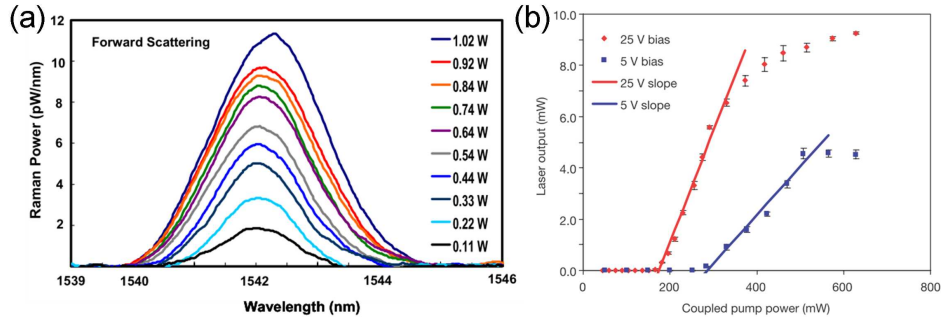 (a)
Forward Scattering
Raman Power (pW/nm)
12
10
8
6
4
2
1.02 W
0.92 W
0.84 W
0.74 W
0.64 W
0.54 W
0.44 W
0.33 W
0.22 W
0.11 W
1539 1540 1542 1544 1546
Wavelength (nm)
(b)
Laser output (mW)
10.0
8.0
6.0
4.0
2.0
0.0
25 V bias
5 V bias
25 V slope
5 V slope
0 200 400 600 800
Coupled pump power (mW)